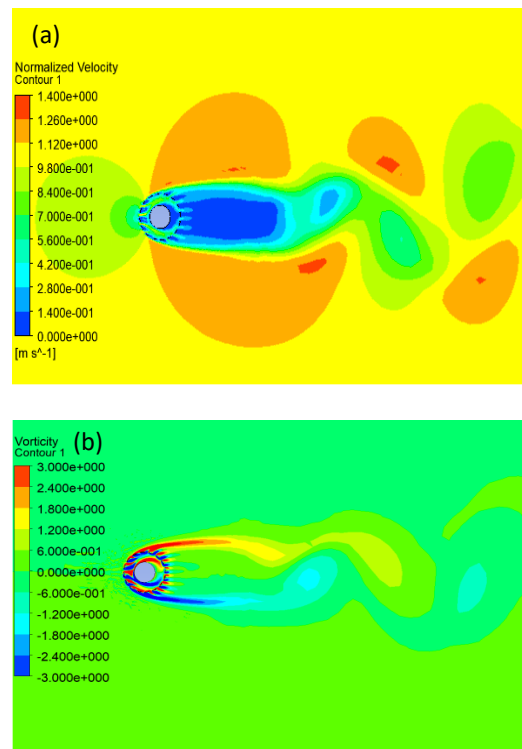 (a)
Normalized Velocity
Contour 1
1.400e+000
1.260e+000
1.120e+000
9.800e-001
8.400e-001
7.000e-001
5.600e-001
4.200e-001
2.800e-001
1.400e-001
0.000e+000
[m s^-1]
Vorticity (b)
Contour 1
3.000e+000
2.400e+000
1.800e+000
1.200e+000
6.000e-001
0.000e+000
-6.000e-001
-1.200e+000
-1.800e+000
-2.400e+000
-3.000e+000